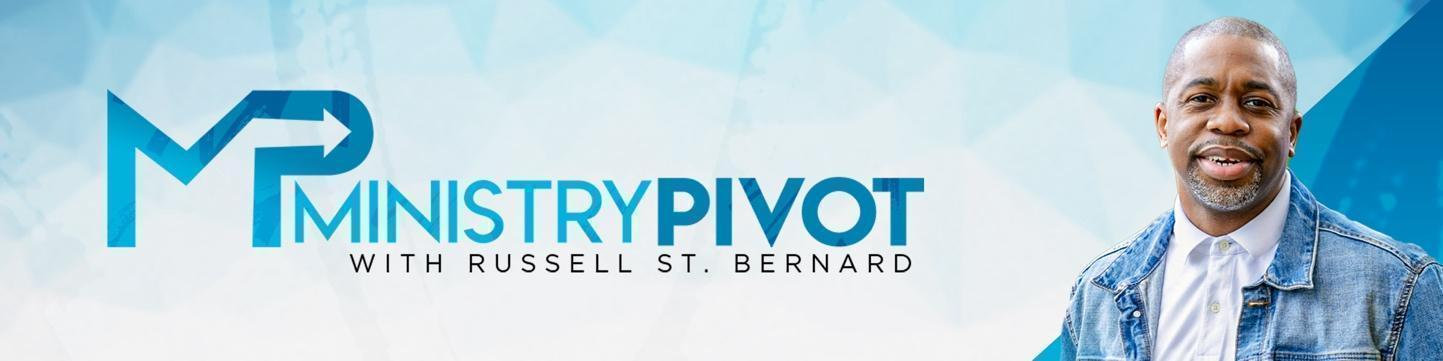 MP
MINISTRYPIVOT
WITH RUSSELL ST. BERNARD